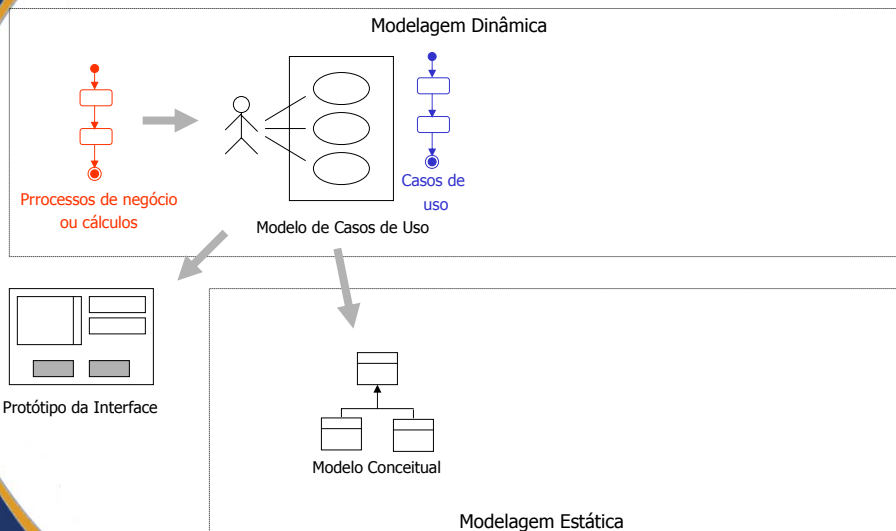 Modelagem Dinâmica
Prrocessos de negócio
ou cálculos
Casos de
uso
Modelo de Casos de Uso
Protótipo da Interface
Modelo Conceitual
Modelagem Estática